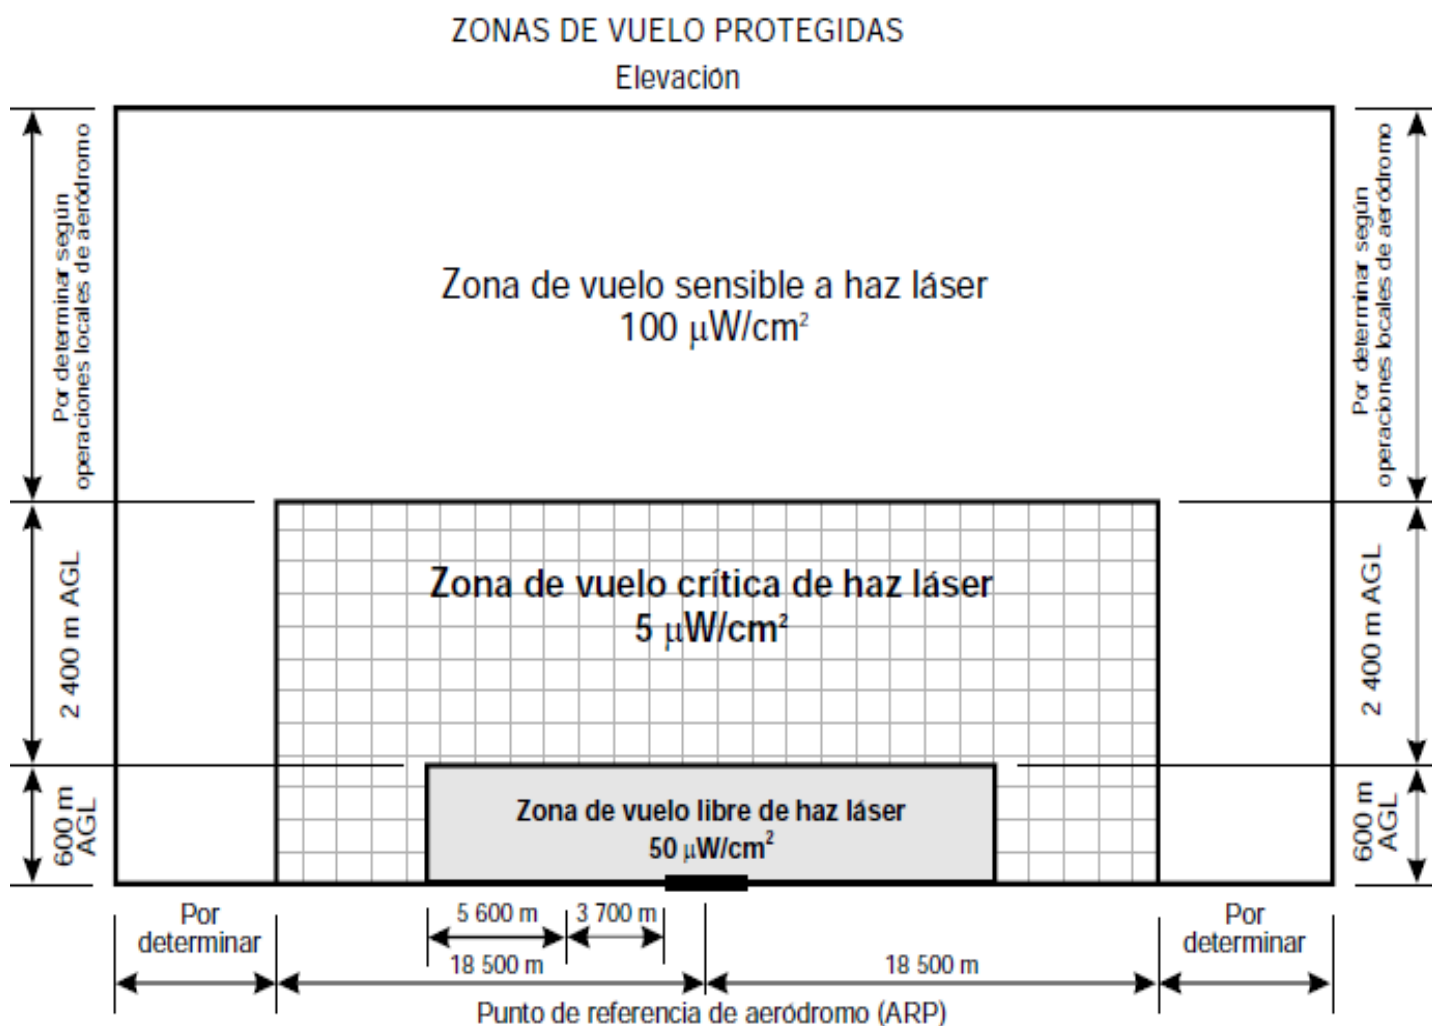 ZONAS DE VUELO PROTEGIDAS
Elevación
Por determinar según
operaciones locales de aeródromo
Por determinar según
operaciones locales de aeródromo
Zona de vuelo sensible a haz láser
100 μW/cm²
2 400 m AGL
2 400 m AGL
Zona de vuelo crítica de haz láser
5 μW/cm²
600 m
AGL
600 m
AGL
Zona de vuelo libre de haz láser
50 μW/cm²
Por
determinar
5 600 m
3 700 m
Por
determinar
18 500 m
18 500 m
Punto de referencia de aeródromo (ARP)